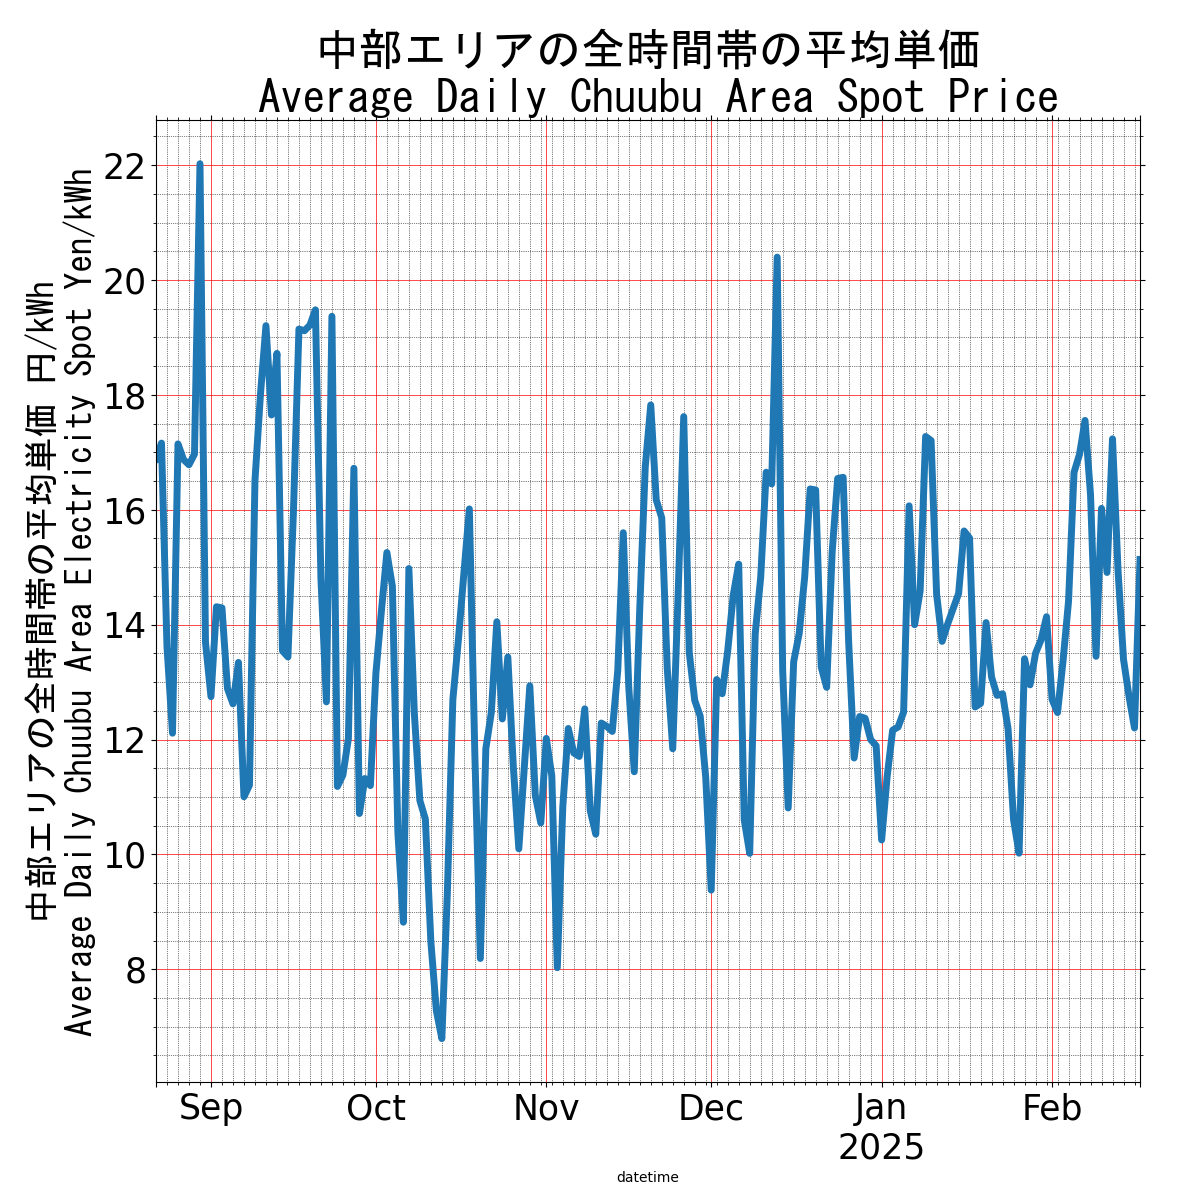 中部エリアの全時間帯の平均単価
Average Daily Chuubu Area Spot Price
中部エリアの全時間帯の平均単価 円/kWh
Average Daily Chuubu Area Electricity Spot Yen/kWh
22
20
18
16
14
12
10
8
Sep Oct Nov Dec Jan Feb
2025
datetime